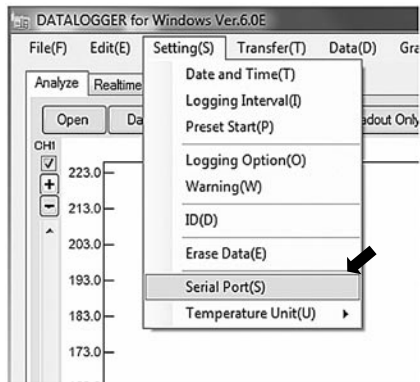 DATALOGGER for Windows Ver.6.0E
File(F) Edit(E) Setting(S) Transfer(T) Data(D)
Analyze Realtime
Open
Readout Only
CH1
Date and Time(T)
Logging Interval(I)
Preset Start(P)
Logging Option(O)
Warning(W)
ID(D)
Erase Data(E)
Serial Port(S)
Temperature Unit(U)
+
223.0
-
213.0
203.0
193.0
183.0
173.0